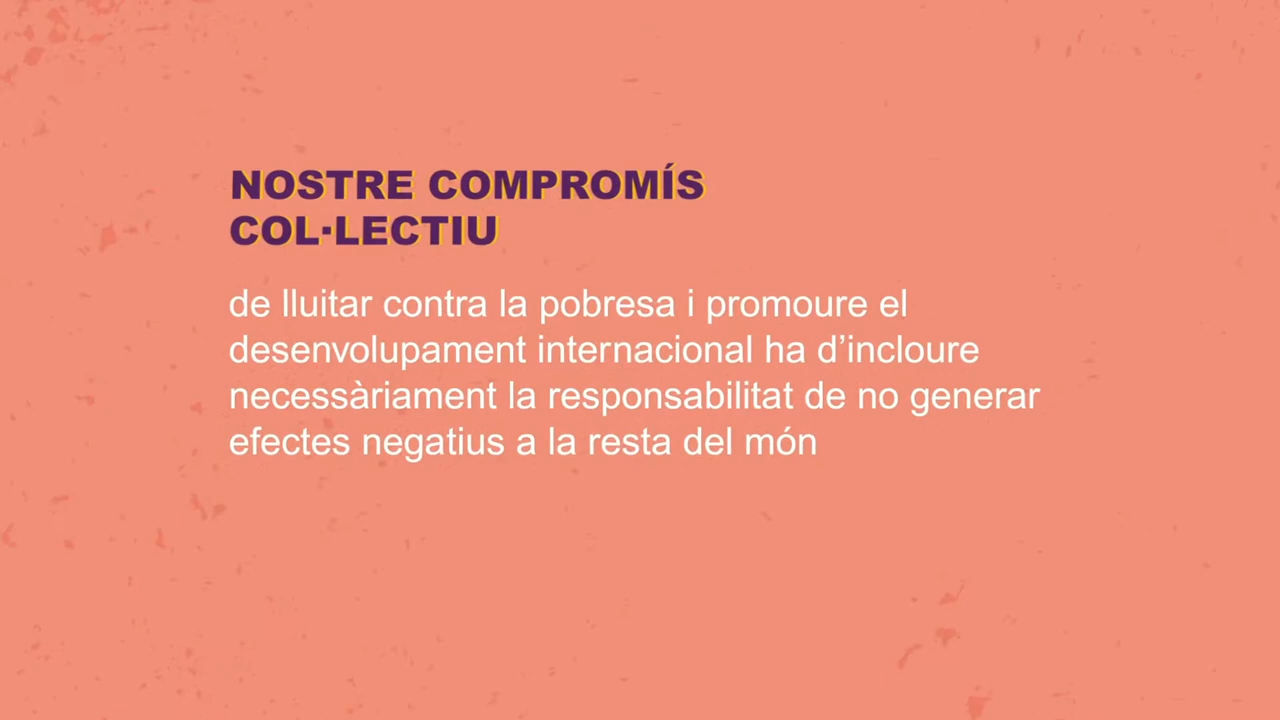 NOSTRE COMPROMÍS
COL·LECTIU
de lluitar contra la pobresa i promoure el
desenvolupament internacional ha d’incloure
necessàriament la responsabilitat de no generar
efectes negatius a la resta del món